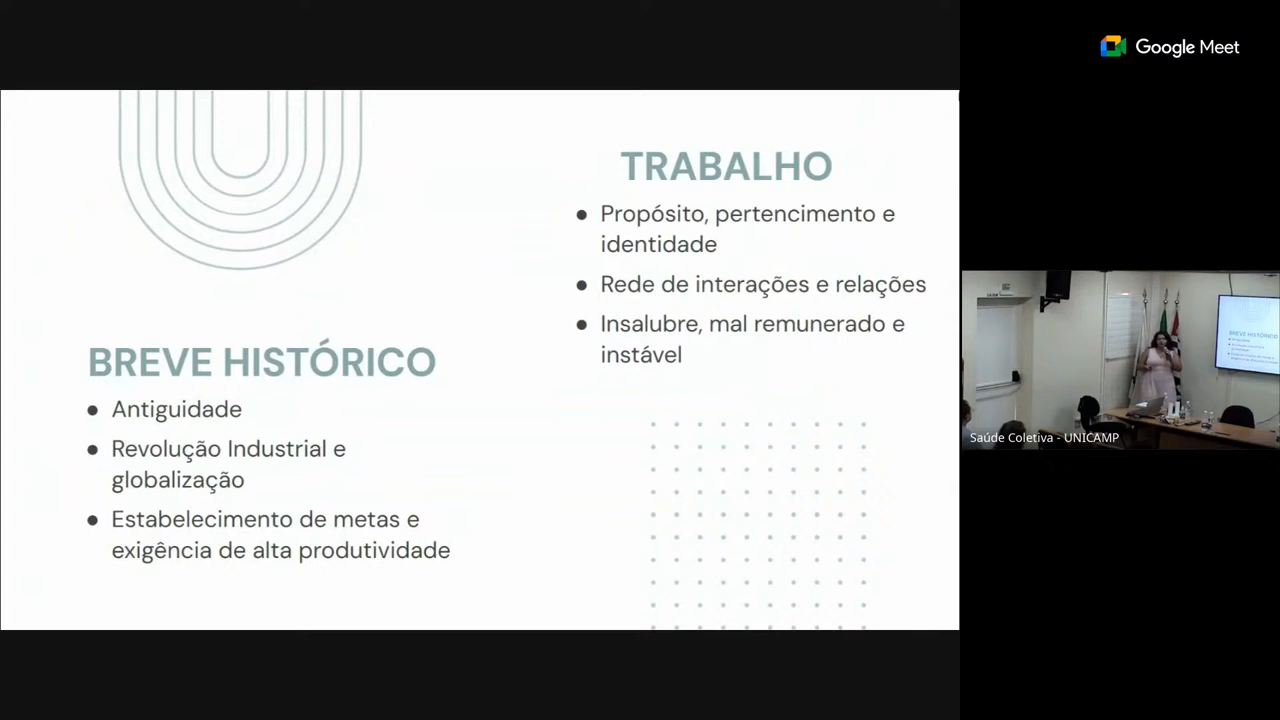 Google Meet
TRABALHO
● Propósito, pertencimento e
identidade
● Rede de interações e relações
● Insalubre, mal remunerado e
instável
BREVE HISTÓRICO
● Antiguidade
● Revolução Industrial e
globalização
● Estabelecimento de metas e
exigência de alta produtividade
BREVE HISTÓRICO
Saúde Coletiva - UNICAMP